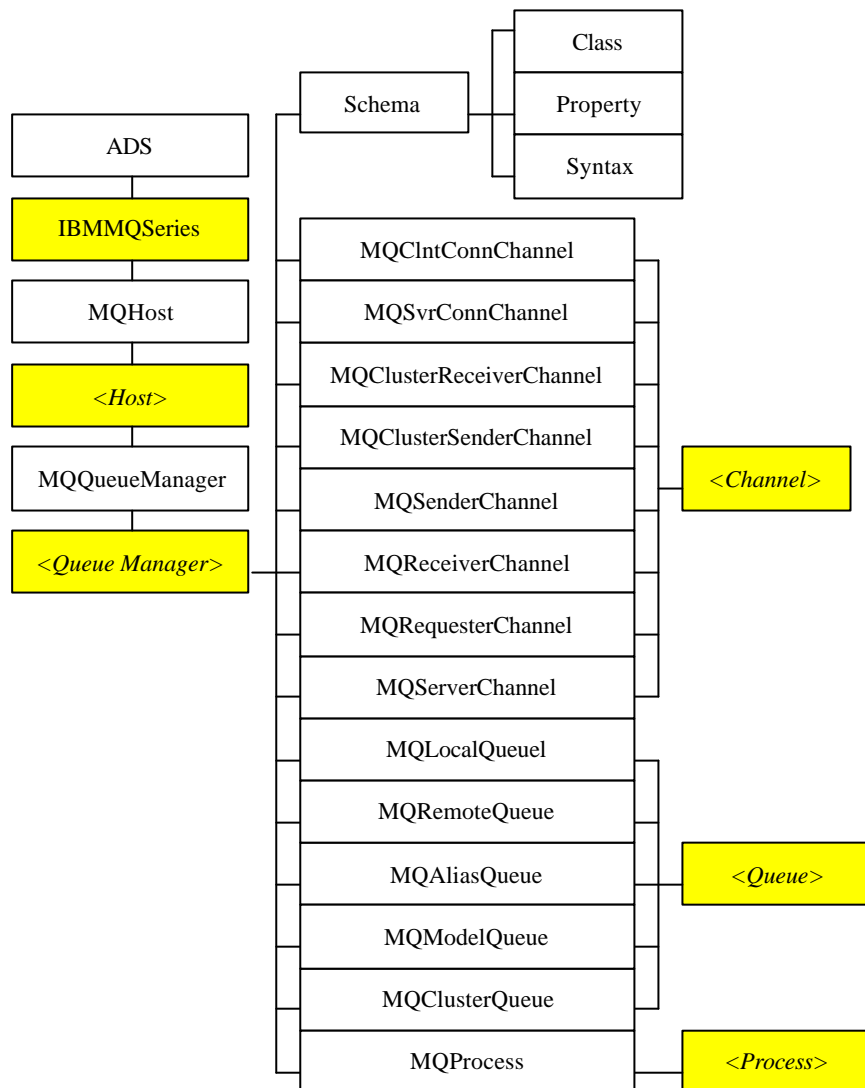 Class
Schema
Property
Syntax
ADS
IBMMQSeries
MQHost
<Host>
MQQueueManager
<Queue Manager>
MQClntConnChannel
MQSvrConnChannel
MQClusterReceiverChannel
MQClusterSenderChannel
MQSenderChannel
MQReceiverChannel
MQRequesterChannel
MQServerChannel
<Channel>
MQLocalQueuel
MQRemoteQueue
MQAliasQueue
MQModelQueue
MQClusterQueue
<Queue>
MQProcess
<Process>